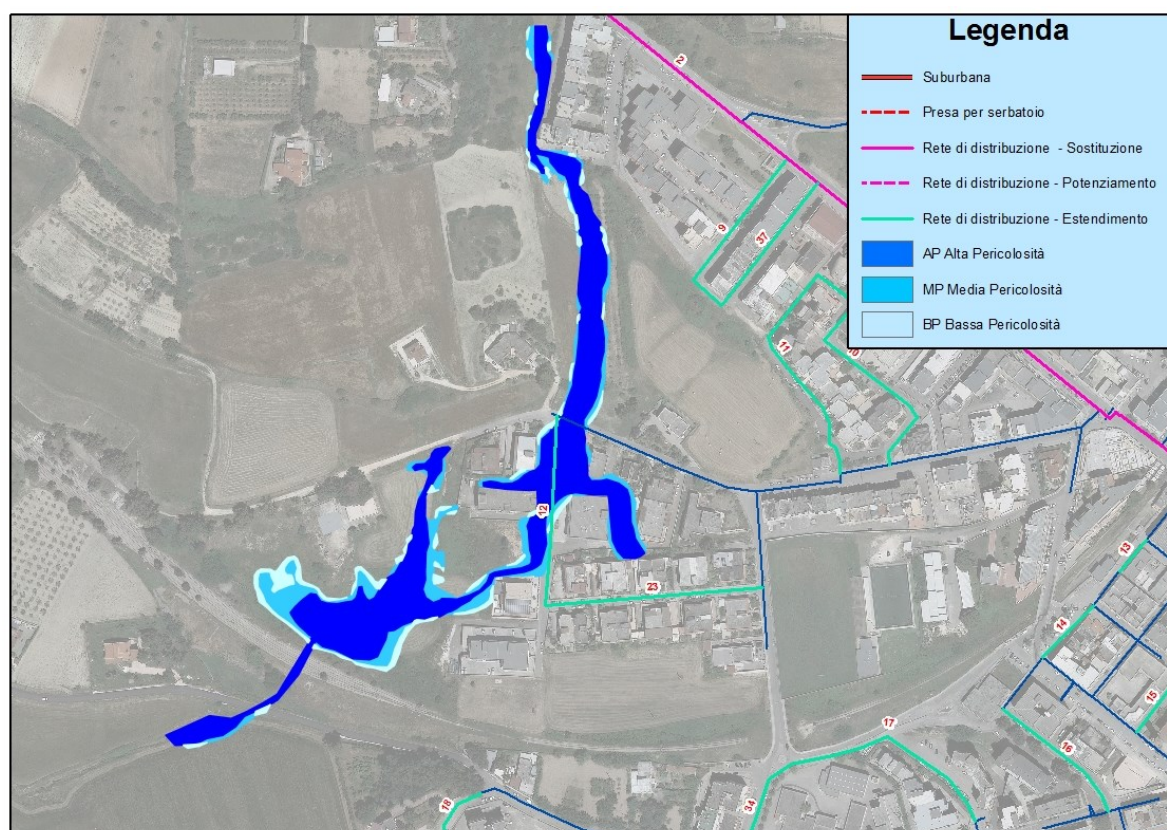 Legenda
Suburbana
Presa per serbatoio
Rete di distribuzione - Sostituzione
Rete di distribuzione - Potenziamento
Rete di distribuzione - Estendimento
AP Alta Pericolosità
MP Media Pericolosità
BP Bassa Pericolosità
2
9
37
11
10
12
23
13
14
15
17
16
34
18